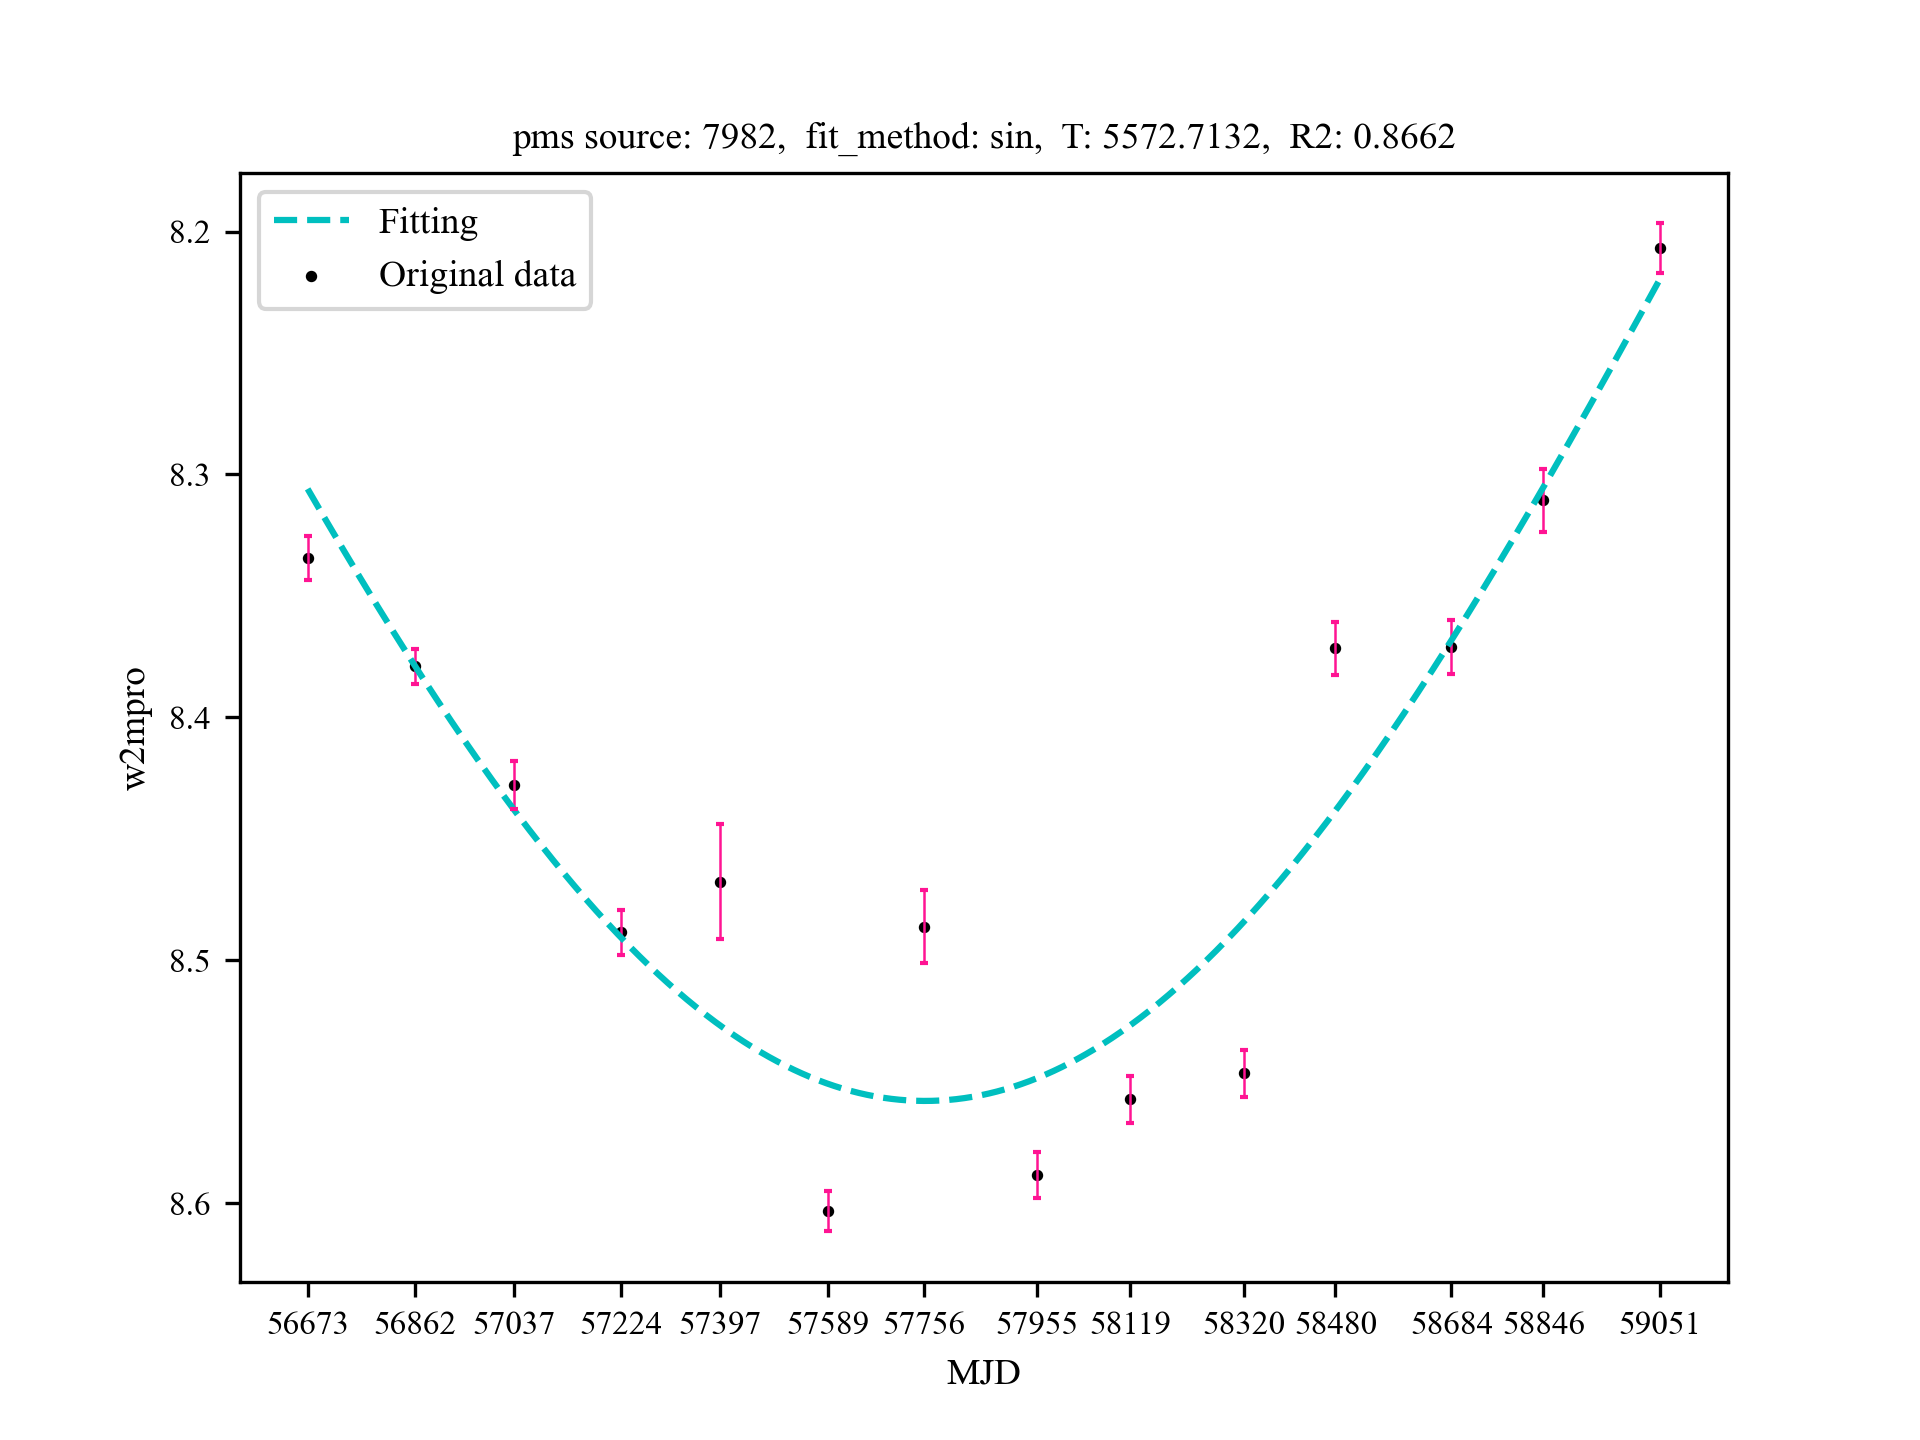 pms source: 7982,  fit_method: sin,  T: 5572.7132,  R2: 0.8662
Fitting
Original data
8.2
8.3
8.4
8.5
8.6
w2mpro
56673 56862 57037 57224 57397 57589 57756 57955 58119 58320 58480 58684 58846 59051
MJD